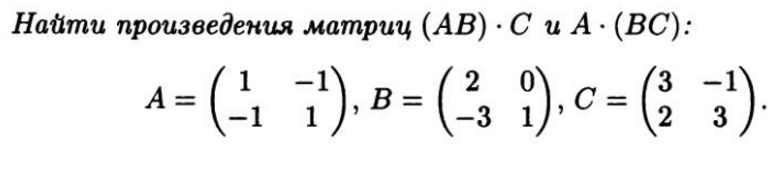 Найти произведения матриц (AB) · C и A · (BC):
A = ( 1 −1 ), B = ( 2 0 ), C = ( 3 −1 ).
−1 1 −3 1 2 3